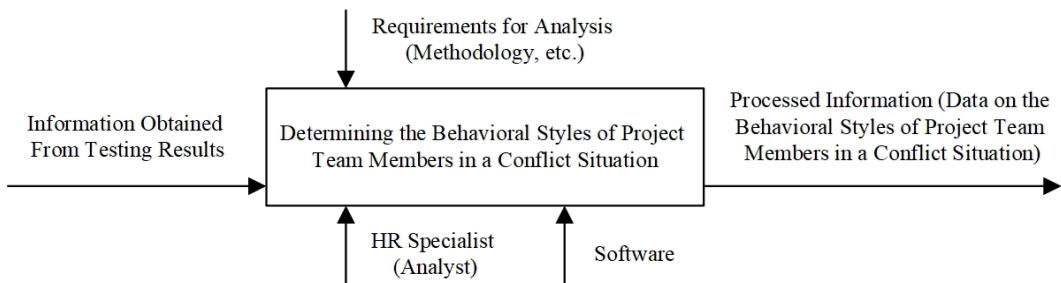 Requirements for Analysis
(Methodology, etc.)
Information Obtained
From Testing Results
Determining the Behavioral Styles of Project
Team Members in a Conflict Situation
Processed Information (Data on the
Behavioral Styles of Project Team
Members in a Conflict Situation)
HR Specialist
(Analyst)
Software